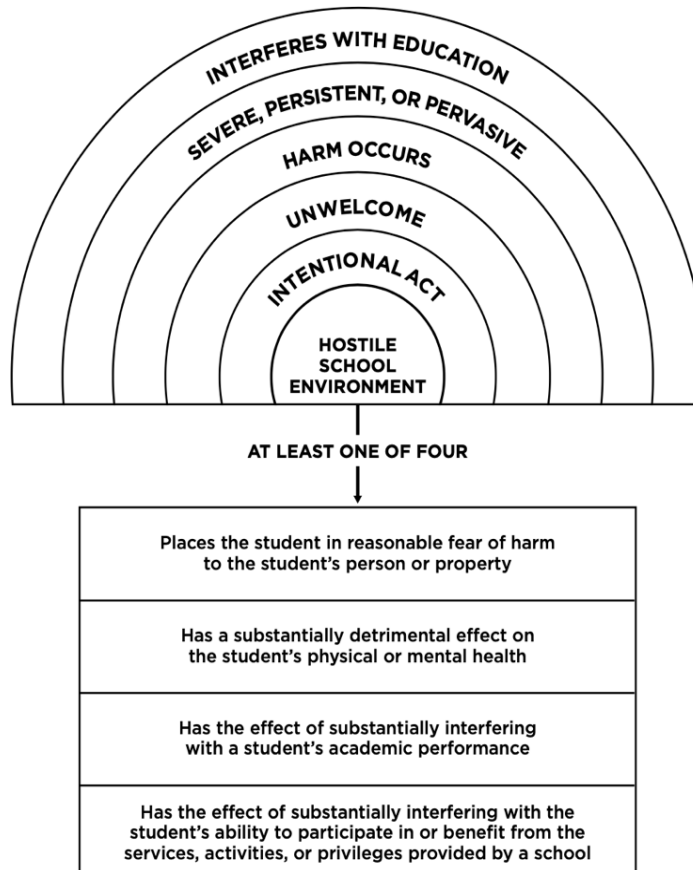 INTERFERES WITH EDUCATION
SEVERE, PERSISTENT, OR PERVASIVE
HARM OCCURS
UNWELCOME
INTENTIONAL ACT
HOSTILE
SCHOOL
ENVIRONMENT
AT LEAST ONE OF FOUR
Places the student in reasonable fear of harm
to the student's person or property
Has a substantially detrimental effect on
the student's physical or mental health
Has the effect of substantially interfering
with a student's academic performance
Has the effect of substantially interfering with the
student's ability to participate in or benefit from the
services, activities, or privileges provided by a school